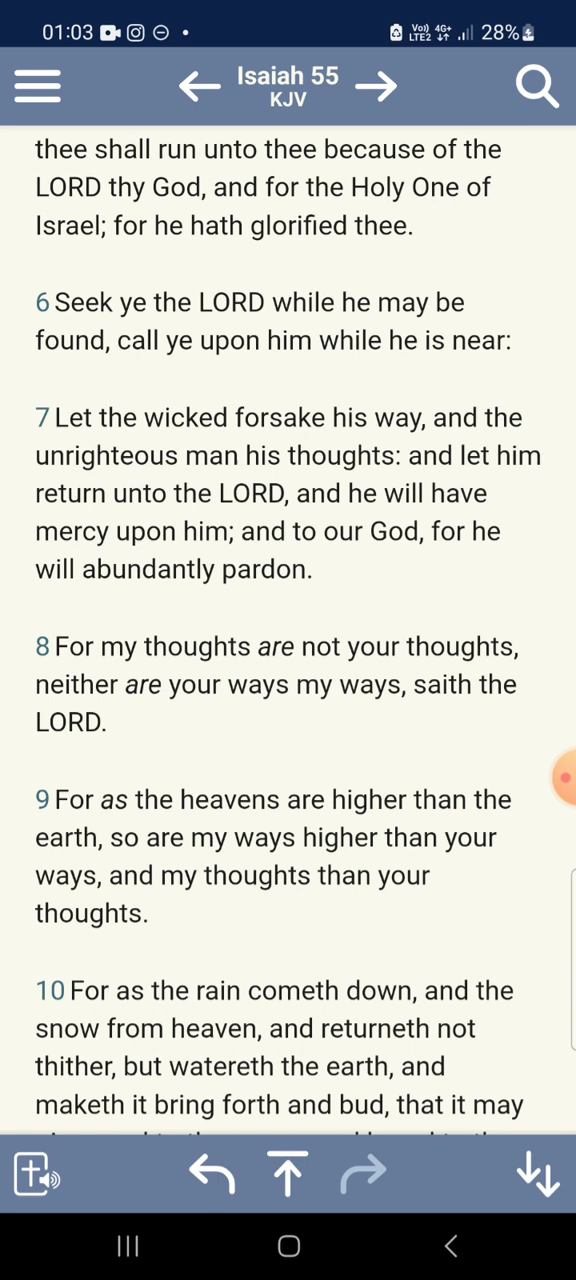 01:03
Vo)) 4G+
LTE2
28%
Isaiah 55
KJV
thee shall run unto thee because of the
LORD thy God, and for the Holy One of
Israel; for he hath glorified thee.
6 Seek ye the LORD while he may be
found, call ye upon him while he is near:
7 Let the wicked forsake his way, and the
unrighteous man his thoughts: and let him
return unto the LORD, and he will have
mercy upon him; and to our God, for he
will abundantly pardon.
8 For my thoughts are not your thoughts,
neither are your ways my ways, saith the
LORD.
9 For as the heavens are higher than the
earth, so are my ways higher than your
ways, and my thoughts than your
thoughts.
10 For as the rain cometh down, and the
snow from heaven, and returneth not
thither, but watereth the earth, and
maketh it bring forth and bud, that it may